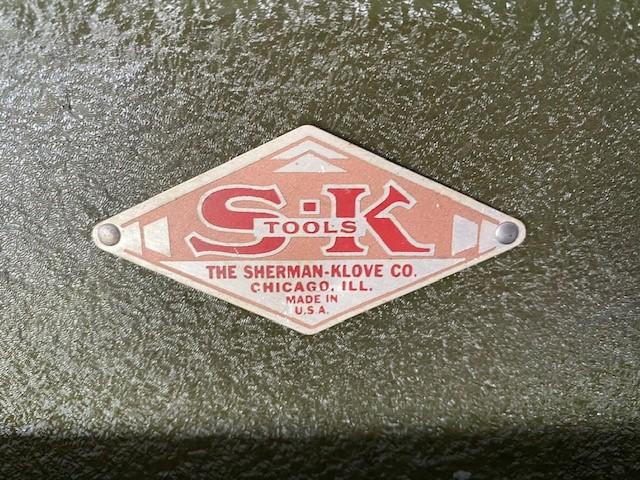 S·K
TOOLS
THE SHERMAN-KLOVE CO.
CHICAGO, ILL.
MADE IN
U.S.A.